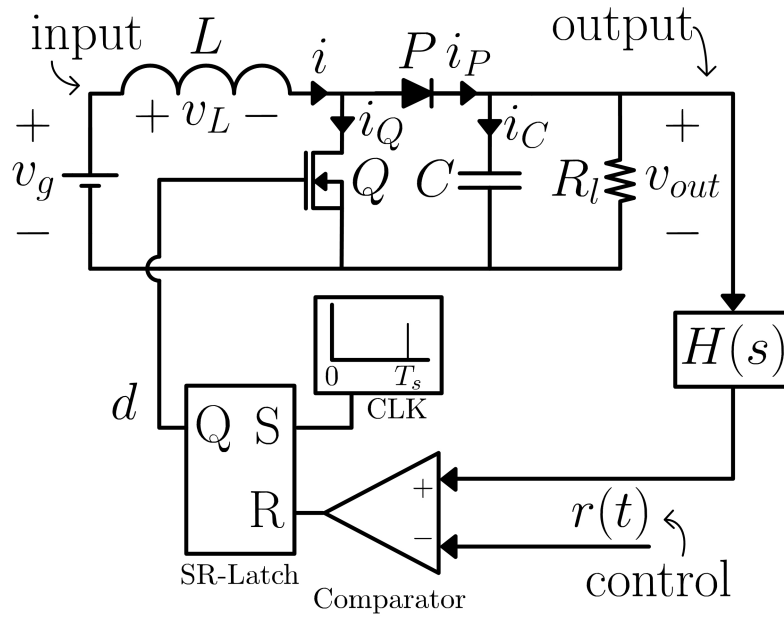 input
output
L
i
P
i_P
+ v_L −
i_Q
i_C
+
v_g
−
Q
C
R_l
+
v_out
−
H(s)
0
T_s
CLK
d
Q
S
R
+
−
r(t)
SR-Latch
Comparator
control